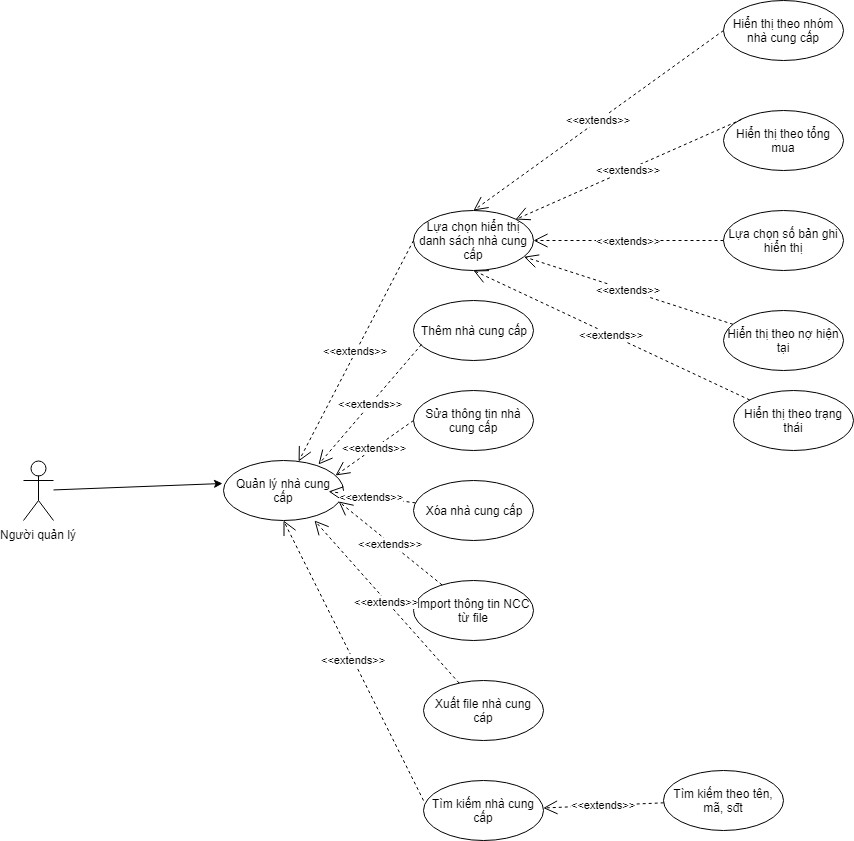 Hiển thị theo nhóm
nhà cung cấp
<<extends>>
Hiển thị theo tổng
mua
<<extends>>
Lựa chọn hiển thị
danh sách nhà cung
cấp
<<extends>>
Lựa chọn số bản ghi
hiển thị
<<extends>>
Hiển thị theo nợ hiện
tại
<<extends>>
Thêm nhà cung cấp
<<extends>>
Hiển thị theo trạng
thái
<<extends>>
Sửa thông tin nhà
cung cấp
<<extends>>
Quản lý nhà cung
cấp
<<extends>>
Xóa nhà cung cấp
Người quản lý
<<extends>>
Import thông tin NCC
từ file
<<extends>>
<<extends>>
Xuất file nhà cung
cáp
Tìm kiếm nhà cung
cấp
<<extends>>
Tìm kiếm theo tên,
mã, sđt